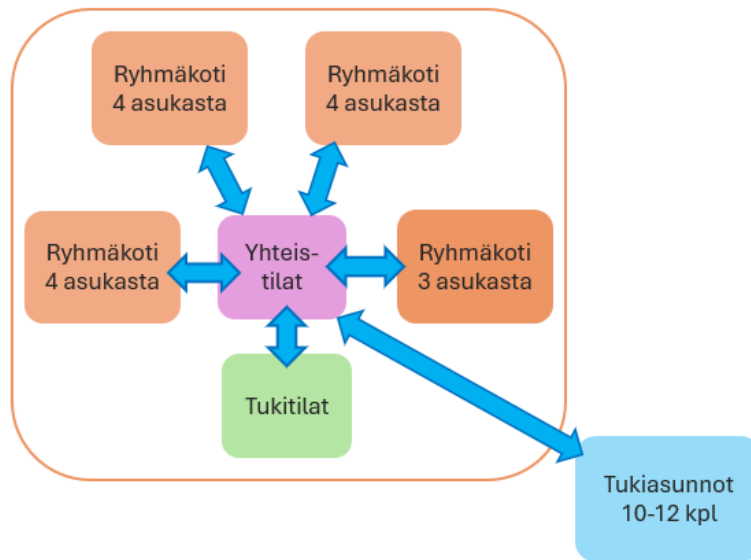 Ryhmäkoti
4 asukasta
Ryhmäkoti
4 asukasta
Ryhmäkoti
4 asukasta
Yhteis-
tilat
Ryhmäkoti
3 asukasta
Tukitilat
Tukiasunnot
10-12 kpl